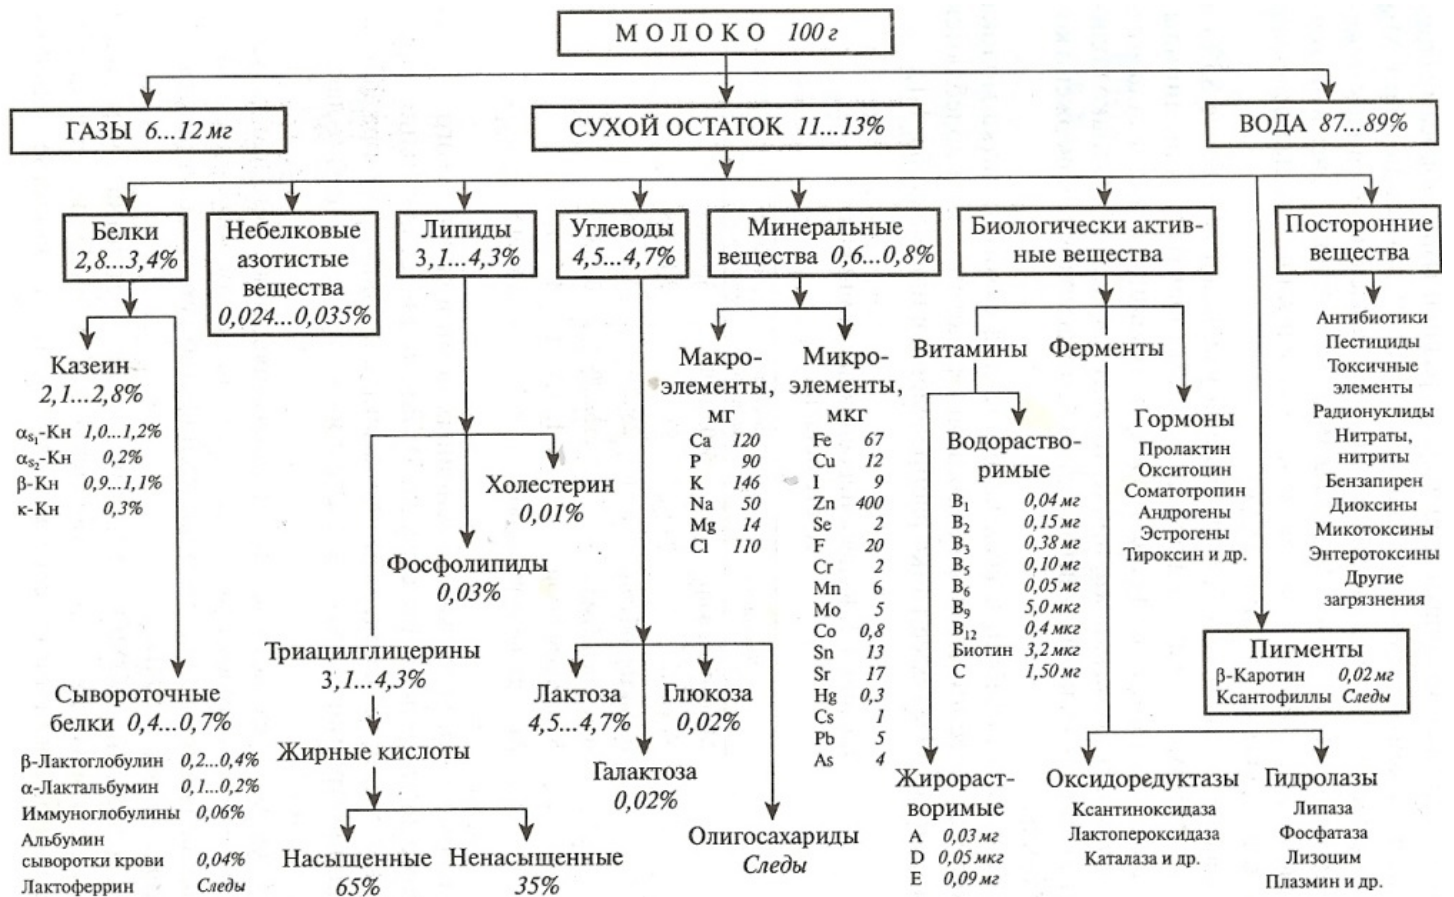 МОЛОКО 100 г
ГАЗЫ 6...12 мг
СУХОЙ ОСТАТОК 11...13%
ВОДА 87...89%
Белки
2,8...3,4%
Небелковые
азотистые
вещества
0,024...0,035%
Липиды
3,1...4,3%
Углеводы
4,5...4,7%
Минеральные
вещества 0,6...0,8%
Биологически актив-
ные вещества
Посторонние
вещества
Казеин
2,1...2,8%
αs1-Кн 1,0...1,2%
αs2-Кн 0,2%
β-Кн 0,9...1,1%
κ-Кн 0,3%
Сывороточные
белки 0,4...0,7%
β-Лактоглобулин 0,2...0,4%
α-Лактальбумин 0,1...0,2%
Иммуноглобулины 0,06%
Альбумин
сыворотки крови 0,04%
Лактоферрин Следы
Холестерин
0,01%
Фосфолипиды
0,03%
Триацилглицерины
3,1...4,3%
Жирные кислоты
Насыщенные
65%
Ненасыщенные
35%
Лактоза
4,5...4,7%
Глюкоза
0,02%
Галактоза
0,02%
Олигосахариды
Следы
Макро-
элементы,
мг
Ca 120
P 90
K 146
Na 50
Mg 14
Cl 110
Микро-
элементы,
мкг
Fe 67
Cu 12
I 9
Zn 400
Se 2
F 20
Cr 2
Mn 6
Mo 5
Co 0,8
Sn 13
Sr 17
Hg 0,3
Cs 1
Pb 5
As 4
Витамины
Водораство-
римые
B1 0,04 мг
B2 0,15 мг
B3 0,38 мг
B5 0,10 мг
B6 0,05 мг
B9 5,0 мкг
B12 0,4 мкг
Биотин 3,2 мкг
C 1,50 мг
Жирораст-
воримые
A 0,03 мг
D 0,05 мкг
E 0,09 мг
Ферменты
Оксидоредуктазы
Ксантиноксидаза
Лактопероксидаза
Каталаза и др.
Гидролазы
Липаза
Фосфатаза
Лизоцим
Плазмин и др.
Гормоны
Пролактин
Окситоцин
Соматотропин
Андрогены
Эстрогены
Тироксин и др.
Пигменты
β-Каротин 0,02 мг
Ксантофиллы Следы
Антибиотики
Пестициды
Токсичные
элементы
Радионуклиды
Нитраты,
нитриты
Бензапирен
Диоксины
Микотоксины
Энтеротоксины
Другие
загрязнения